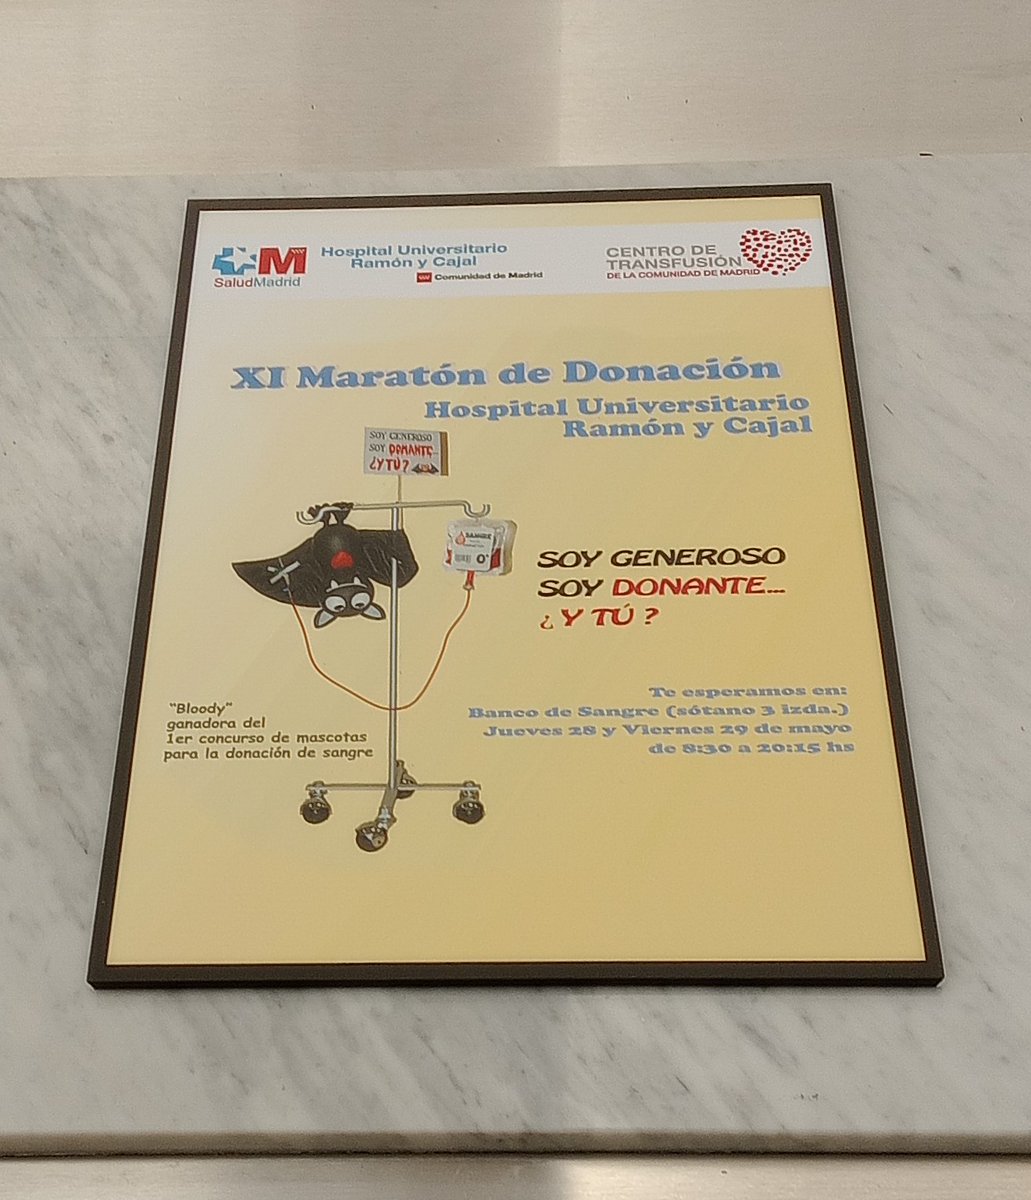 SaludMadrid
Hospital Universitario
Ramón y Cajal
Comunidad de Madrid
CENTRO DE
TRANSFUSIÓN
DE LA COMUNIDAD DE MADRID
XI Maratón de Donación
Hospital Universitario
Ramón y Cajal
SOY GENEROSO
SOY DONANTE...
¿Y TÚ?
SANGRE
0
SOY GENEROSO
SOY DONANTE...
¿Y TÚ?
"Bloody"
ganadora del
1er concurso de mascotas
para la donación de sangre
Te esperamos en:
Banco de Sangre (sótano 3 izda.)
Jueves 28 y Viernes 29 de mayo
de 8:30 a 20:15 hs